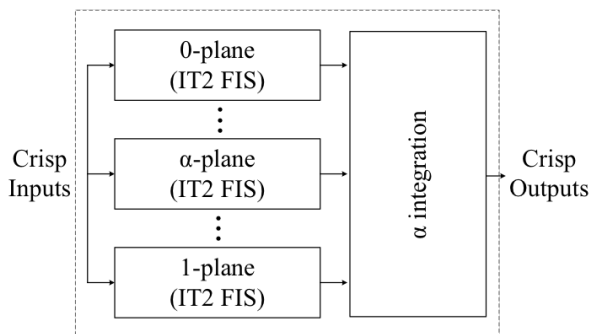 Crisp
Inputs
0-plane
(IT2 FIS)
α-plane
(IT2 FIS)
1-plane
(IT2 FIS)
α integration
Crisp
Outputs